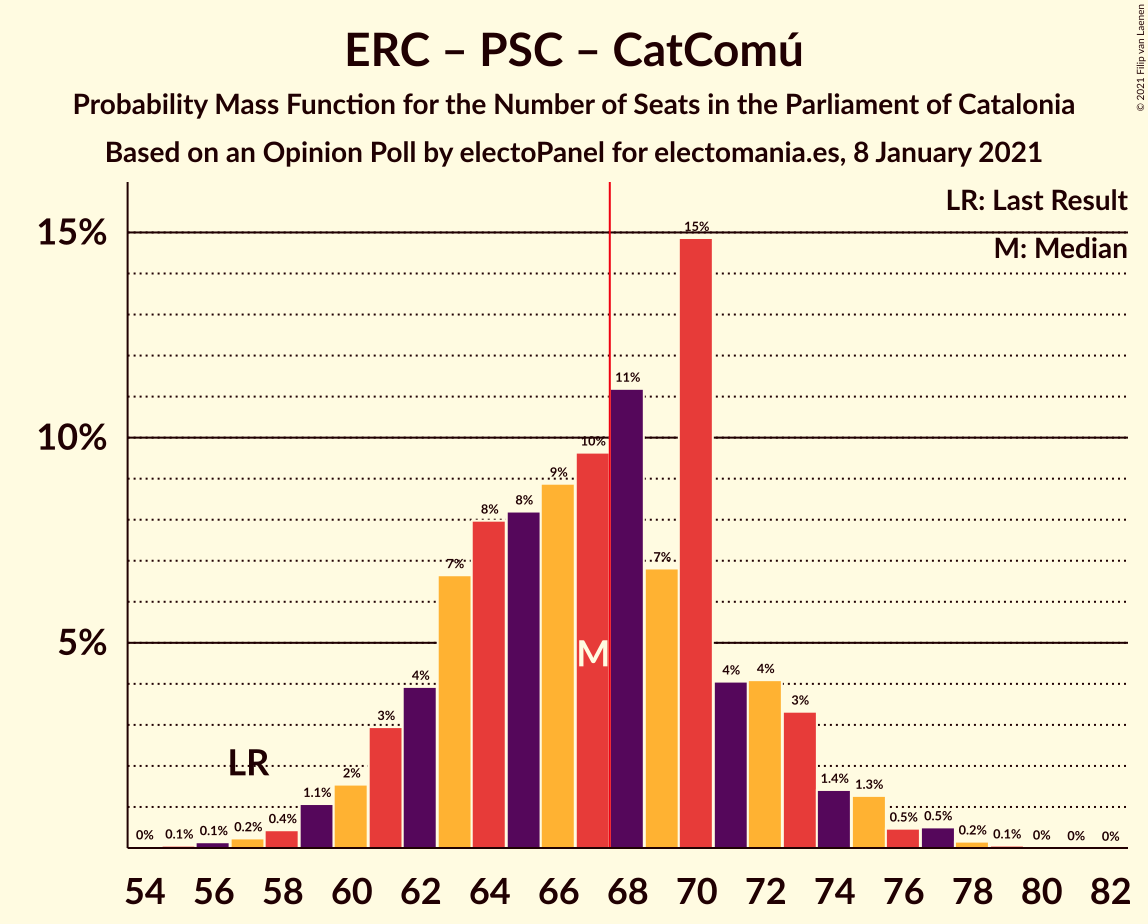 ERC – PSC – CatComú
Probability Mass Function for the Number of Seats in the Parliament of Catalonia
Based on an Opinion Poll by electoPanel for electomania.es, 8 January 2021
© 2021 Filip van Laenen
LR: Last Result
M: Median
15%
10%
5%
0% 0.1% 0.1% 0.2% 0.4% 1.1% 2% 3% 4% 7% 8% 8% 9% 10% 11% 7% 15% 4% 4% 3% 1.4% 1.3% 0.5% 0.5% 0.2% 0.1% 0% 0% 0%
LR
M
54 56 58 60 62 64 66 68 70 72 74 76 78 80 82